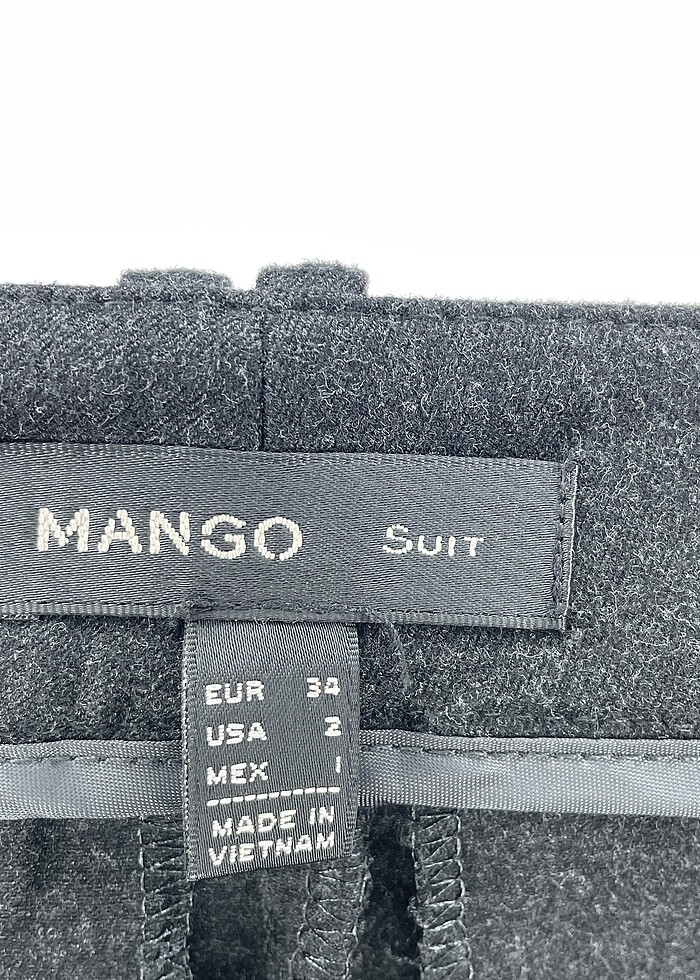 MANGO SUIT
EUR 34
USA 2
MEX 1
MADE IN
VIETNAM